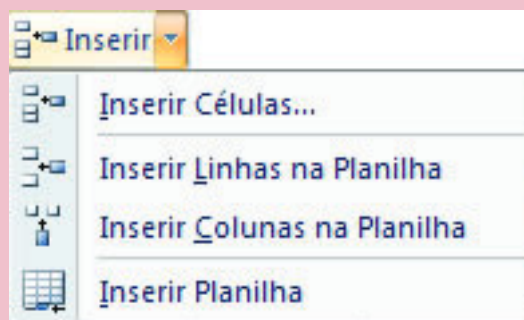 Inserir
Inserir Células...
Inserir Linhas na Planilha
Inserir Colunas na Planilha
Inserir Planilha